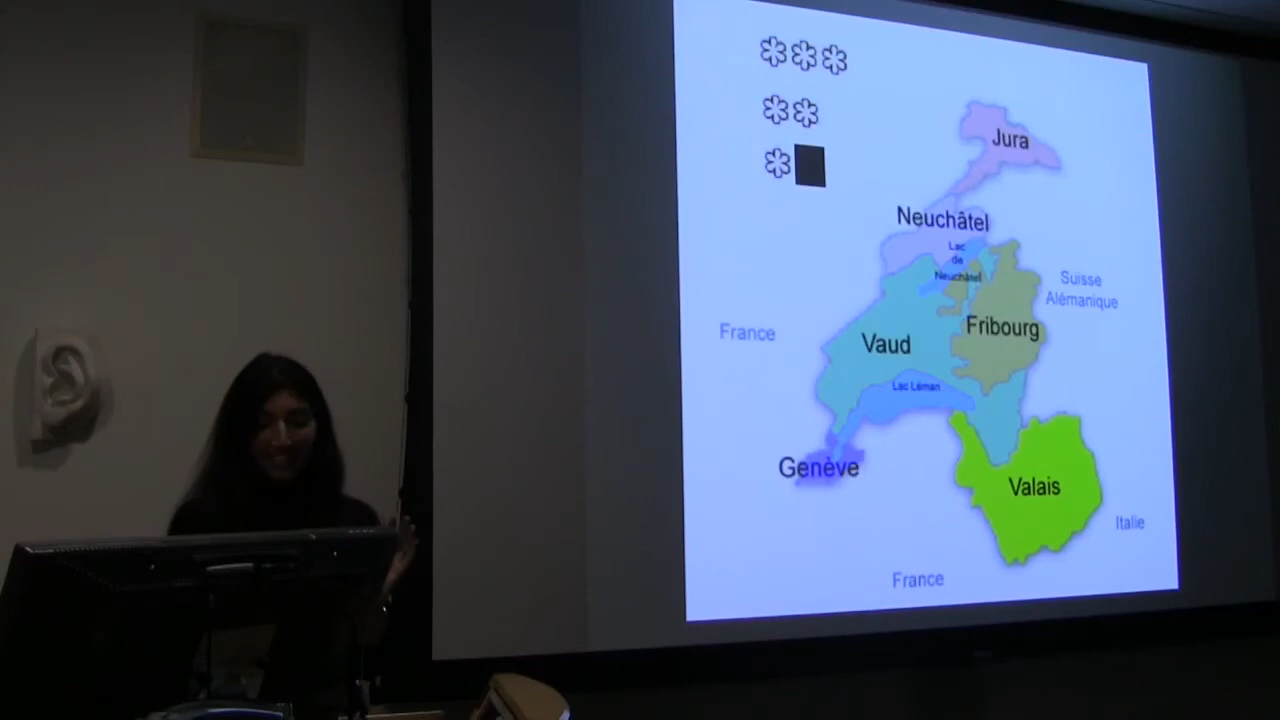 Jura
Neuchâtel
Lac
de
Neuchâtel
Suisse
Alémanique
France
Vaud
Fribourg
Lac Léman
Genève
Valais
Italie
France